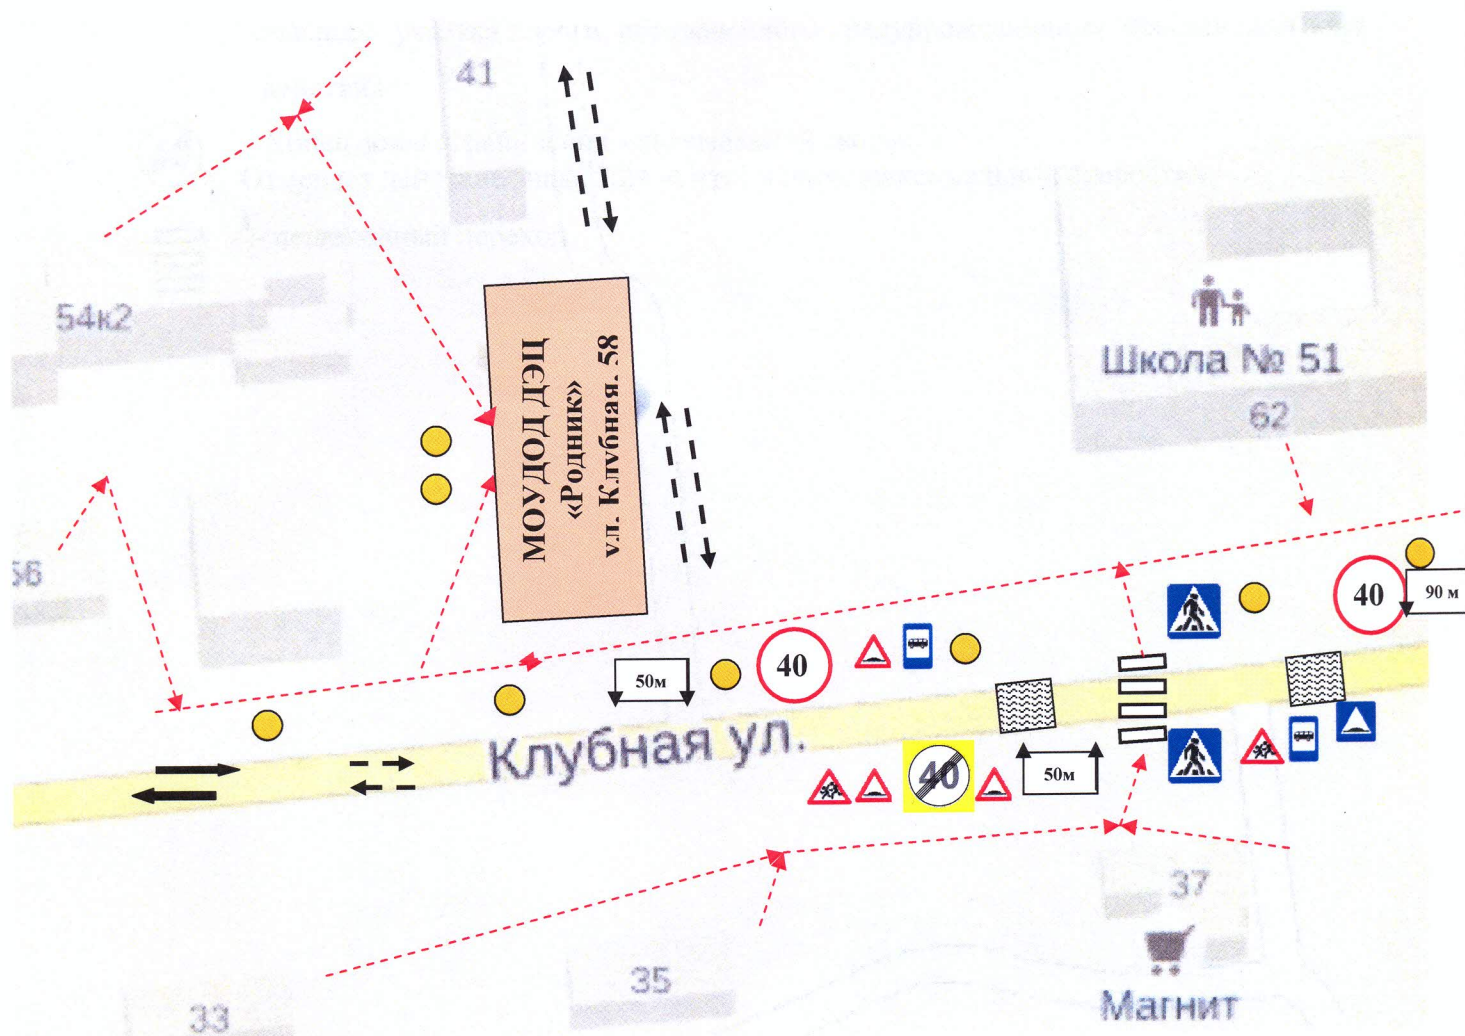 41
54к2
Школа № 51
62
МОУДОД ДЭЦ
«Родник»
ул. Клубная. 58
56
40
90 м
40
50м
Клубная ул.
40
50м
37
Магнит
35
33